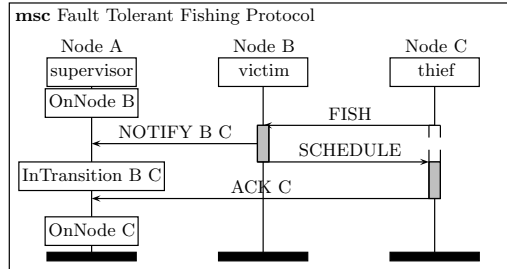 msc Fault Tolerant Fishing Protocol
Node A Node B Node C
supervisor victim thief
OnNode B
FISH
NOTIFY B C
SCHEDULE
InTransition B C
ACK C
OnNode C